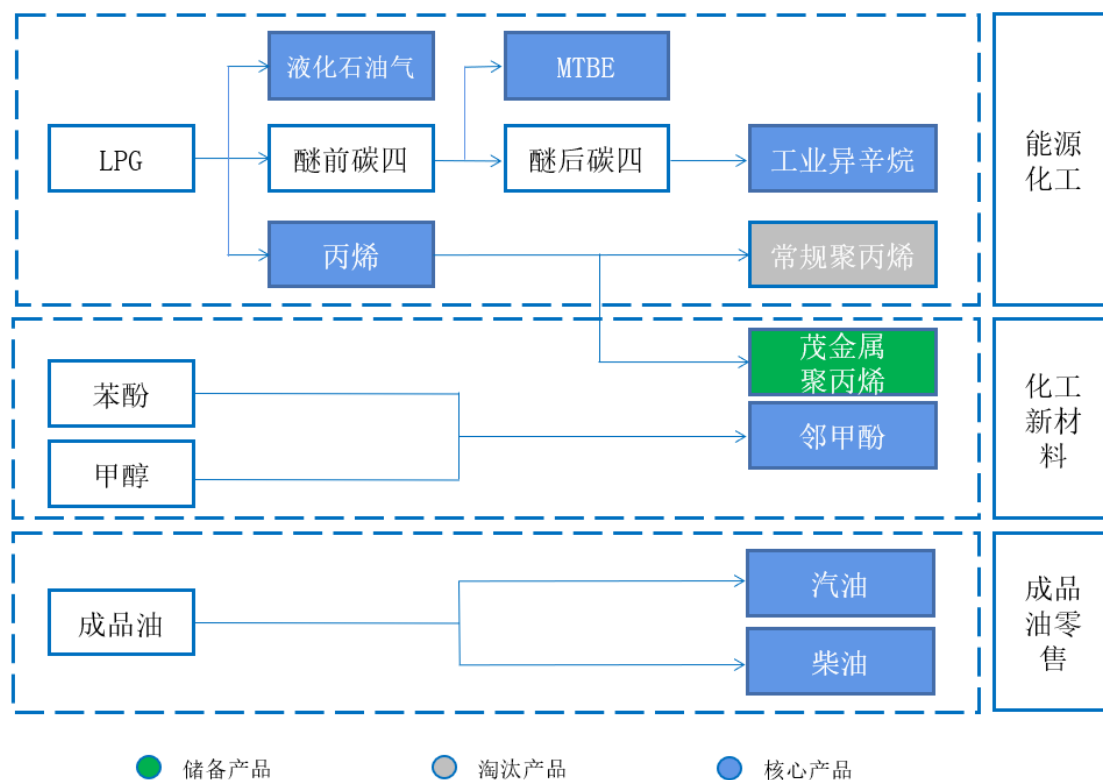 液化石油气
MTBE
LPG
醚前碳四
醚后碳四
工业异辛烷
丙烯
常规聚丙烯
能源
化工
苯酚
甲醇
茂金属
聚丙烯
邻甲酚
化工
新材
料
成品油
汽油
柴油
成品
油零
售
储备产品
淘汰产品
核心产品